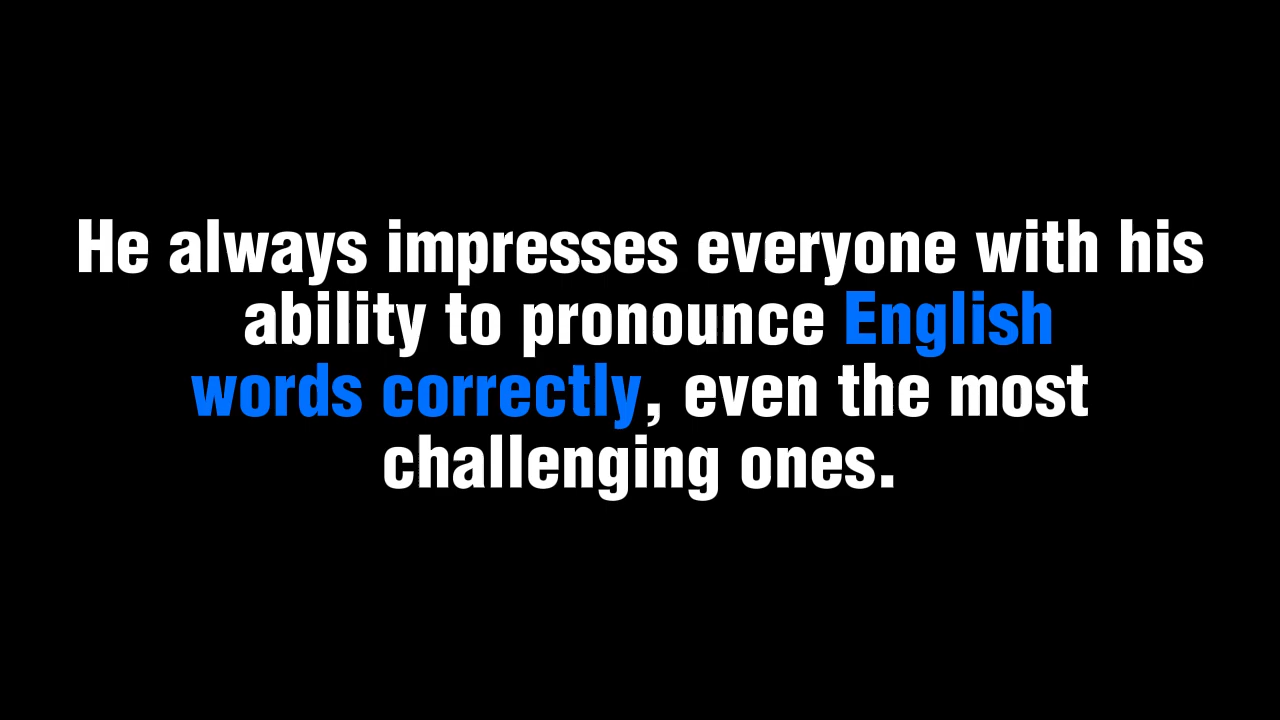 He always impresses everyone with his
ability to pronounce English
words correctly, even the most
challenging ones.